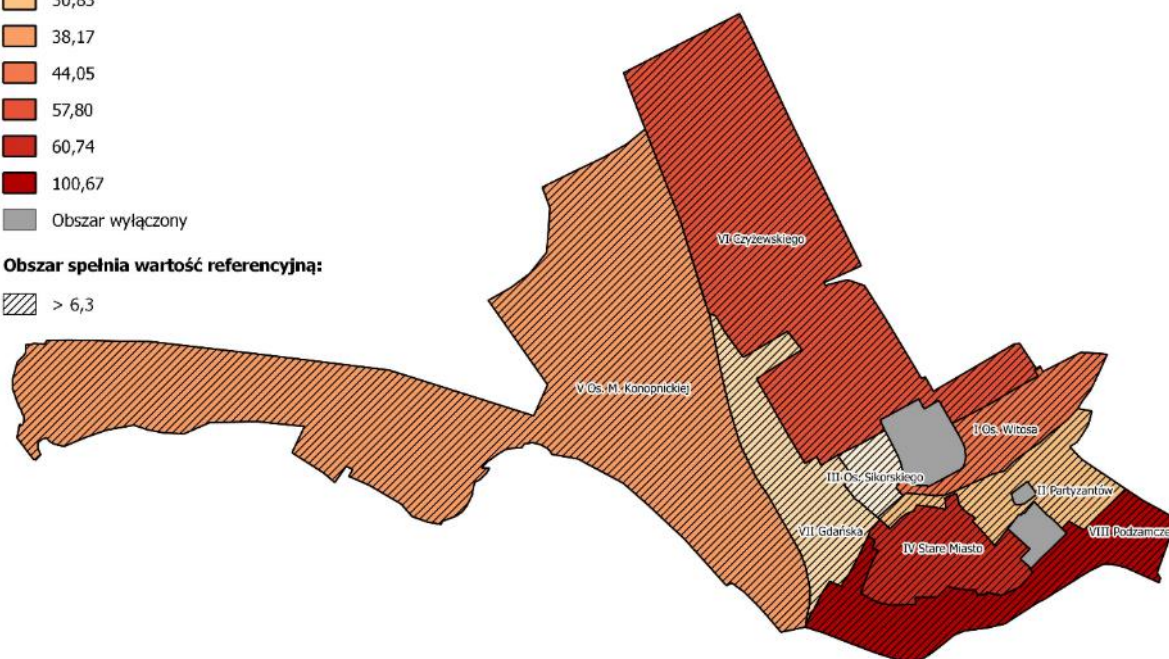 38,17
44,05
57,80
60,74
100,67
Obszar wyłączony
Obszar spełnia wartość referencyjną:
> 6,3
VI Czyżewskiego
V Os. M. Konopnickiej
I Os. Witosa
III Os. Sikorskiego
II Partyzantów
VII Gdańska
VIII Podzamcze
IV Stare Miasto